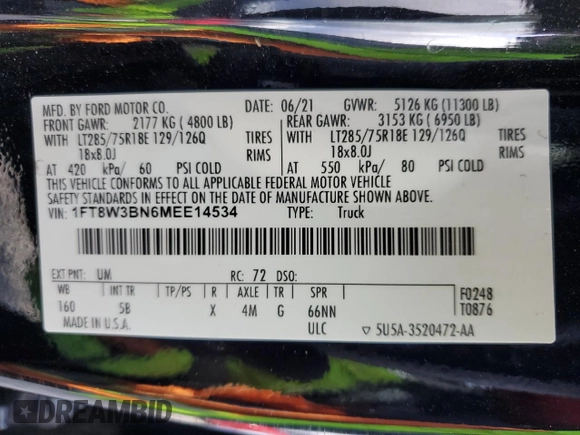 MFD. BY FORD MOTOR CO. DATE: 06/21 GVWR: 5126 KG (11300 LB)
FRONT GAWR: 2177 KG ( 4800 LB) REAR GAWR: 3153 KG ( 6950 LB)
WITH LT285/75R18E 129/126Q TIRES WITH LT285/75R18E 129/126Q TIRES
18x8.0J RIMS 18x8.0J RIMS
AT 420 kPa/ 60 PSI COLD AT 550 kPa/ 80 PSI COLD
THIS VEHICLE CONFORMS TO ALL APPLICABLE FEDERAL MOTOR VEHICLE
SAFETY STANDARDS IN EFFECT ON THE DATE OF MANUFACTURE SHOWN ABOVE.
VIN: 1FT8W3BN6MEE14534 TYPE: Truck
EXT PNT: UM RC: 72 DSO:
WB INT TR TP/PS R AXLE TR SPR F0248
160 5B X 4M G 66NN T0876
MADE IN U.S.A. ULC 5U5A-3520472-AA
DREAMBID